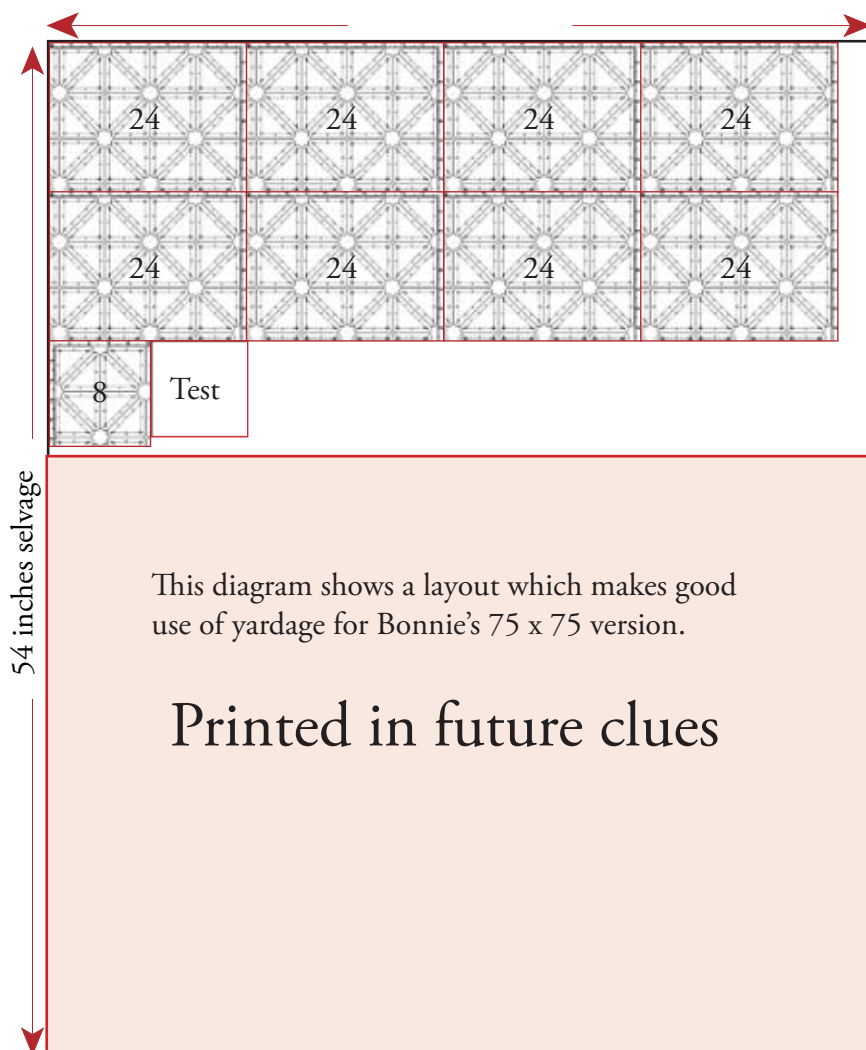 24
24
24
24
24
24
24
24
8
Test
54 inches selvage
This diagram shows a layout which makes good
use of yardage for Bonnie’s 75 x 75 version.
Printed in future clues